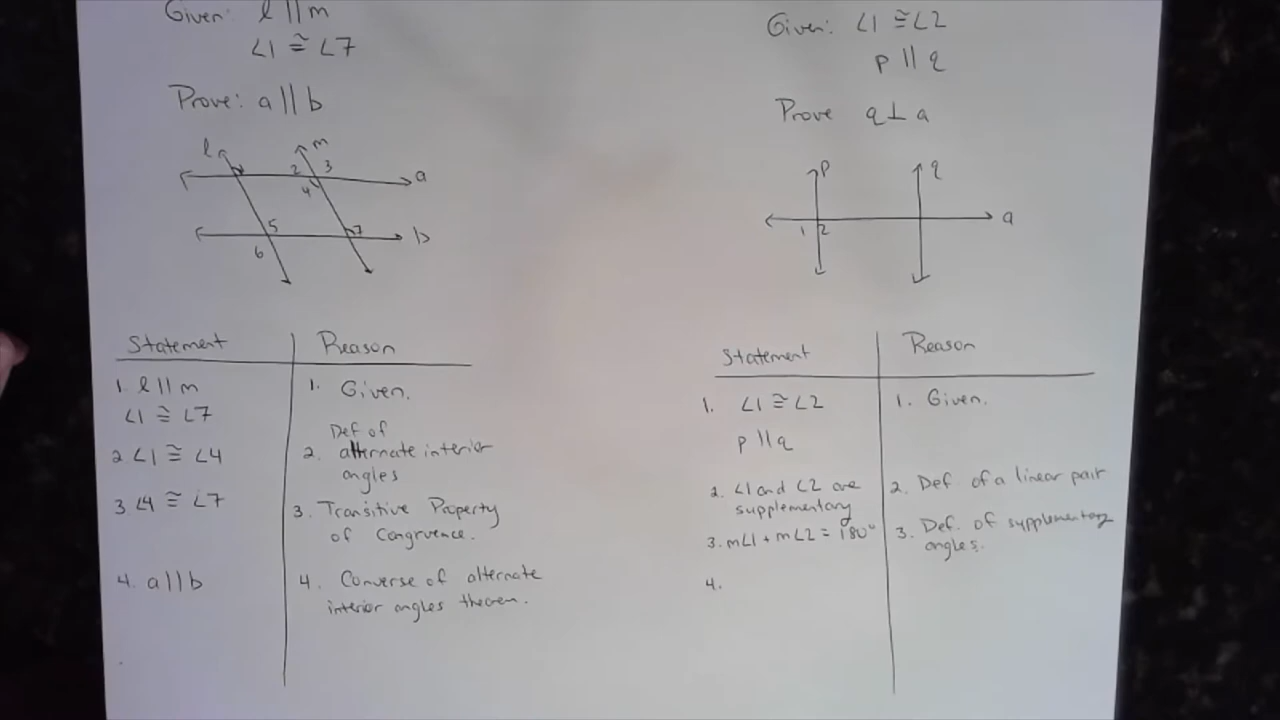 Given: l || m
∠1 ≅ ∠7
Prove: a || b
l
m
2 3
a
4
5
7
b
6
Statement Reason
1. l || m 1. Given.
∠1 ≅ ∠7
Def of
2. ∠1 ≅ ∠4 2. alternate interior
angles
3. ∠4 ≅ ∠7 3. Transitive Property
of Congruence.
4. a || b 4. Converse of alternate
interior angles theorem.
Given: ∠1 ≅ ∠2
p || q
Prove q ⊥ a
p q
a
1 2
Statement Reason
1. ∠1 ≅ ∠2 1. Given.
p || q
2. ∠1 and ∠2 are 2. Def. of a linear pair
supplementary
3. m∠1 + m∠2 = 180° 3. Def. of supplementary
angles.
4.